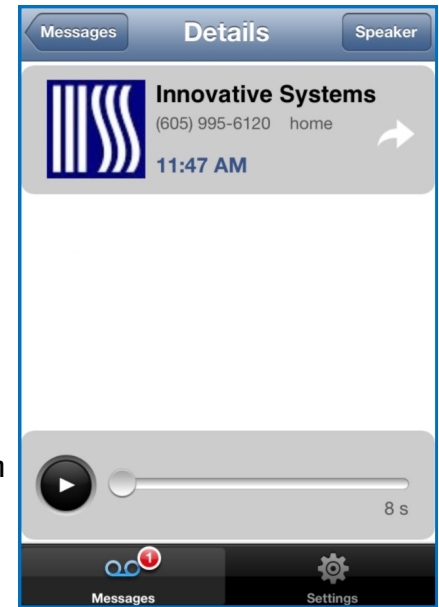 Messages Details Speaker
Innovative Systems
(605) 995-6120 home
11:47 AM
n
8 s
1
Messages Settings